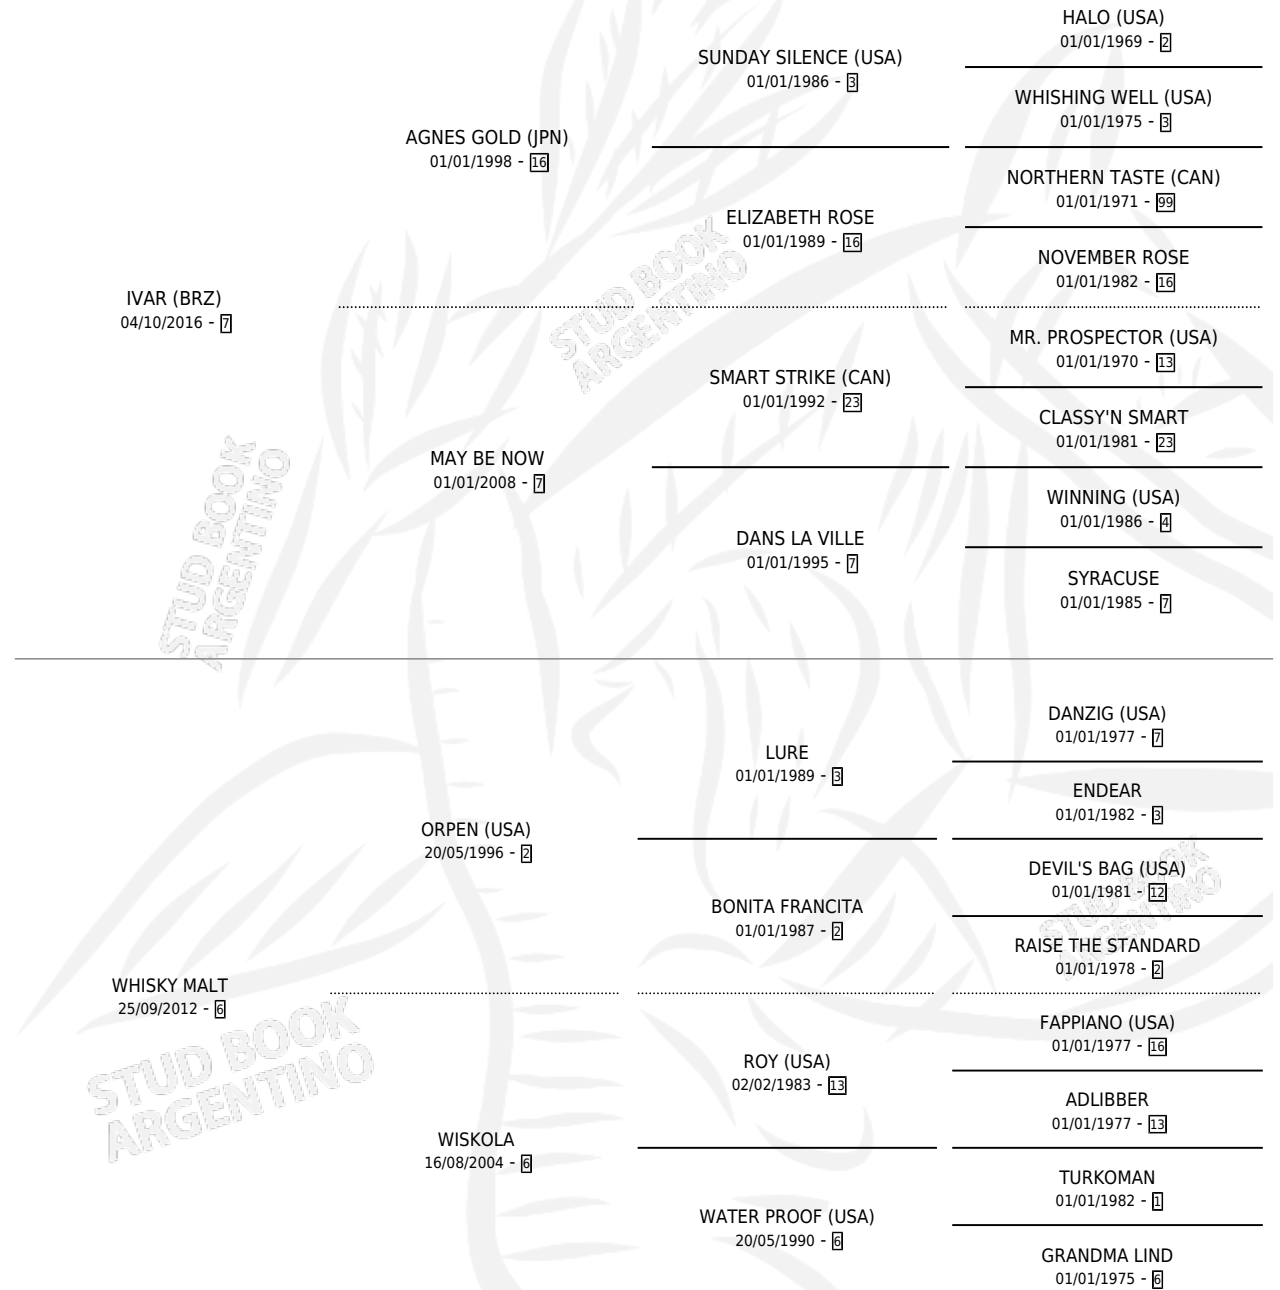 HALO (USA)
01/01/1969 - 2
SUNDAY SILENCE (USA)
01/01/1986 - 3
WHISHING WELL (USA)
01/01/1975 - 3
AGNES GOLD (JPN)
01/01/1998 - 16
NORTHERN TASTE (CAN)
01/01/1971 - 99
ELIZABETH ROSE
01/01/1989 - 16
NOVEMBER ROSE
01/01/1982 - 16
IVAR (BRZ)
04/10/2016 - 7
MR. PROSPECTOR (USA)
01/01/1970 - 13
SMART STRIKE (CAN)
01/01/1992 - 23
CLASSY'N SMART
01/01/1981 - 23
MAY BE NOW
01/01/2008 - 7
WINNING (USA)
01/01/1986 - 4
DANS LA VILLE
01/01/1995 - 7
SYRACUSE
01/01/1985 - 7
STUD BOOK
ARGENTINO
STUD BOOK
ARGENTINO
DANZIG (USA)
01/01/1977 - 7
LURE
01/01/1989 - 3
ENDEAR
01/01/1982 - 3
ORPEN (USA)
20/05/1996 - 2
DEVIL'S BAG (USA)
01/01/1981 - 12
BONITA FRANCITA
01/01/1987 - 2
RAISE THE STANDARD
01/01/1978 - 2
STUD BOOK
ARGENTINO
WHISKY MALT
25/09/2012 - 6
FAPPIANO (USA)
01/01/1977 - 16
ROY (USA)
02/02/1983 - 13
ADLIBBER
01/01/1977 - 13
WISKOLA
16/08/2004 - 6
TURKOMAN
01/01/1982 - 1
WATER PROOF (USA)
20/05/1990 - 6
GRANDMA LIND
01/01/1975 - 6
STUD BOOK
ARGENTINO